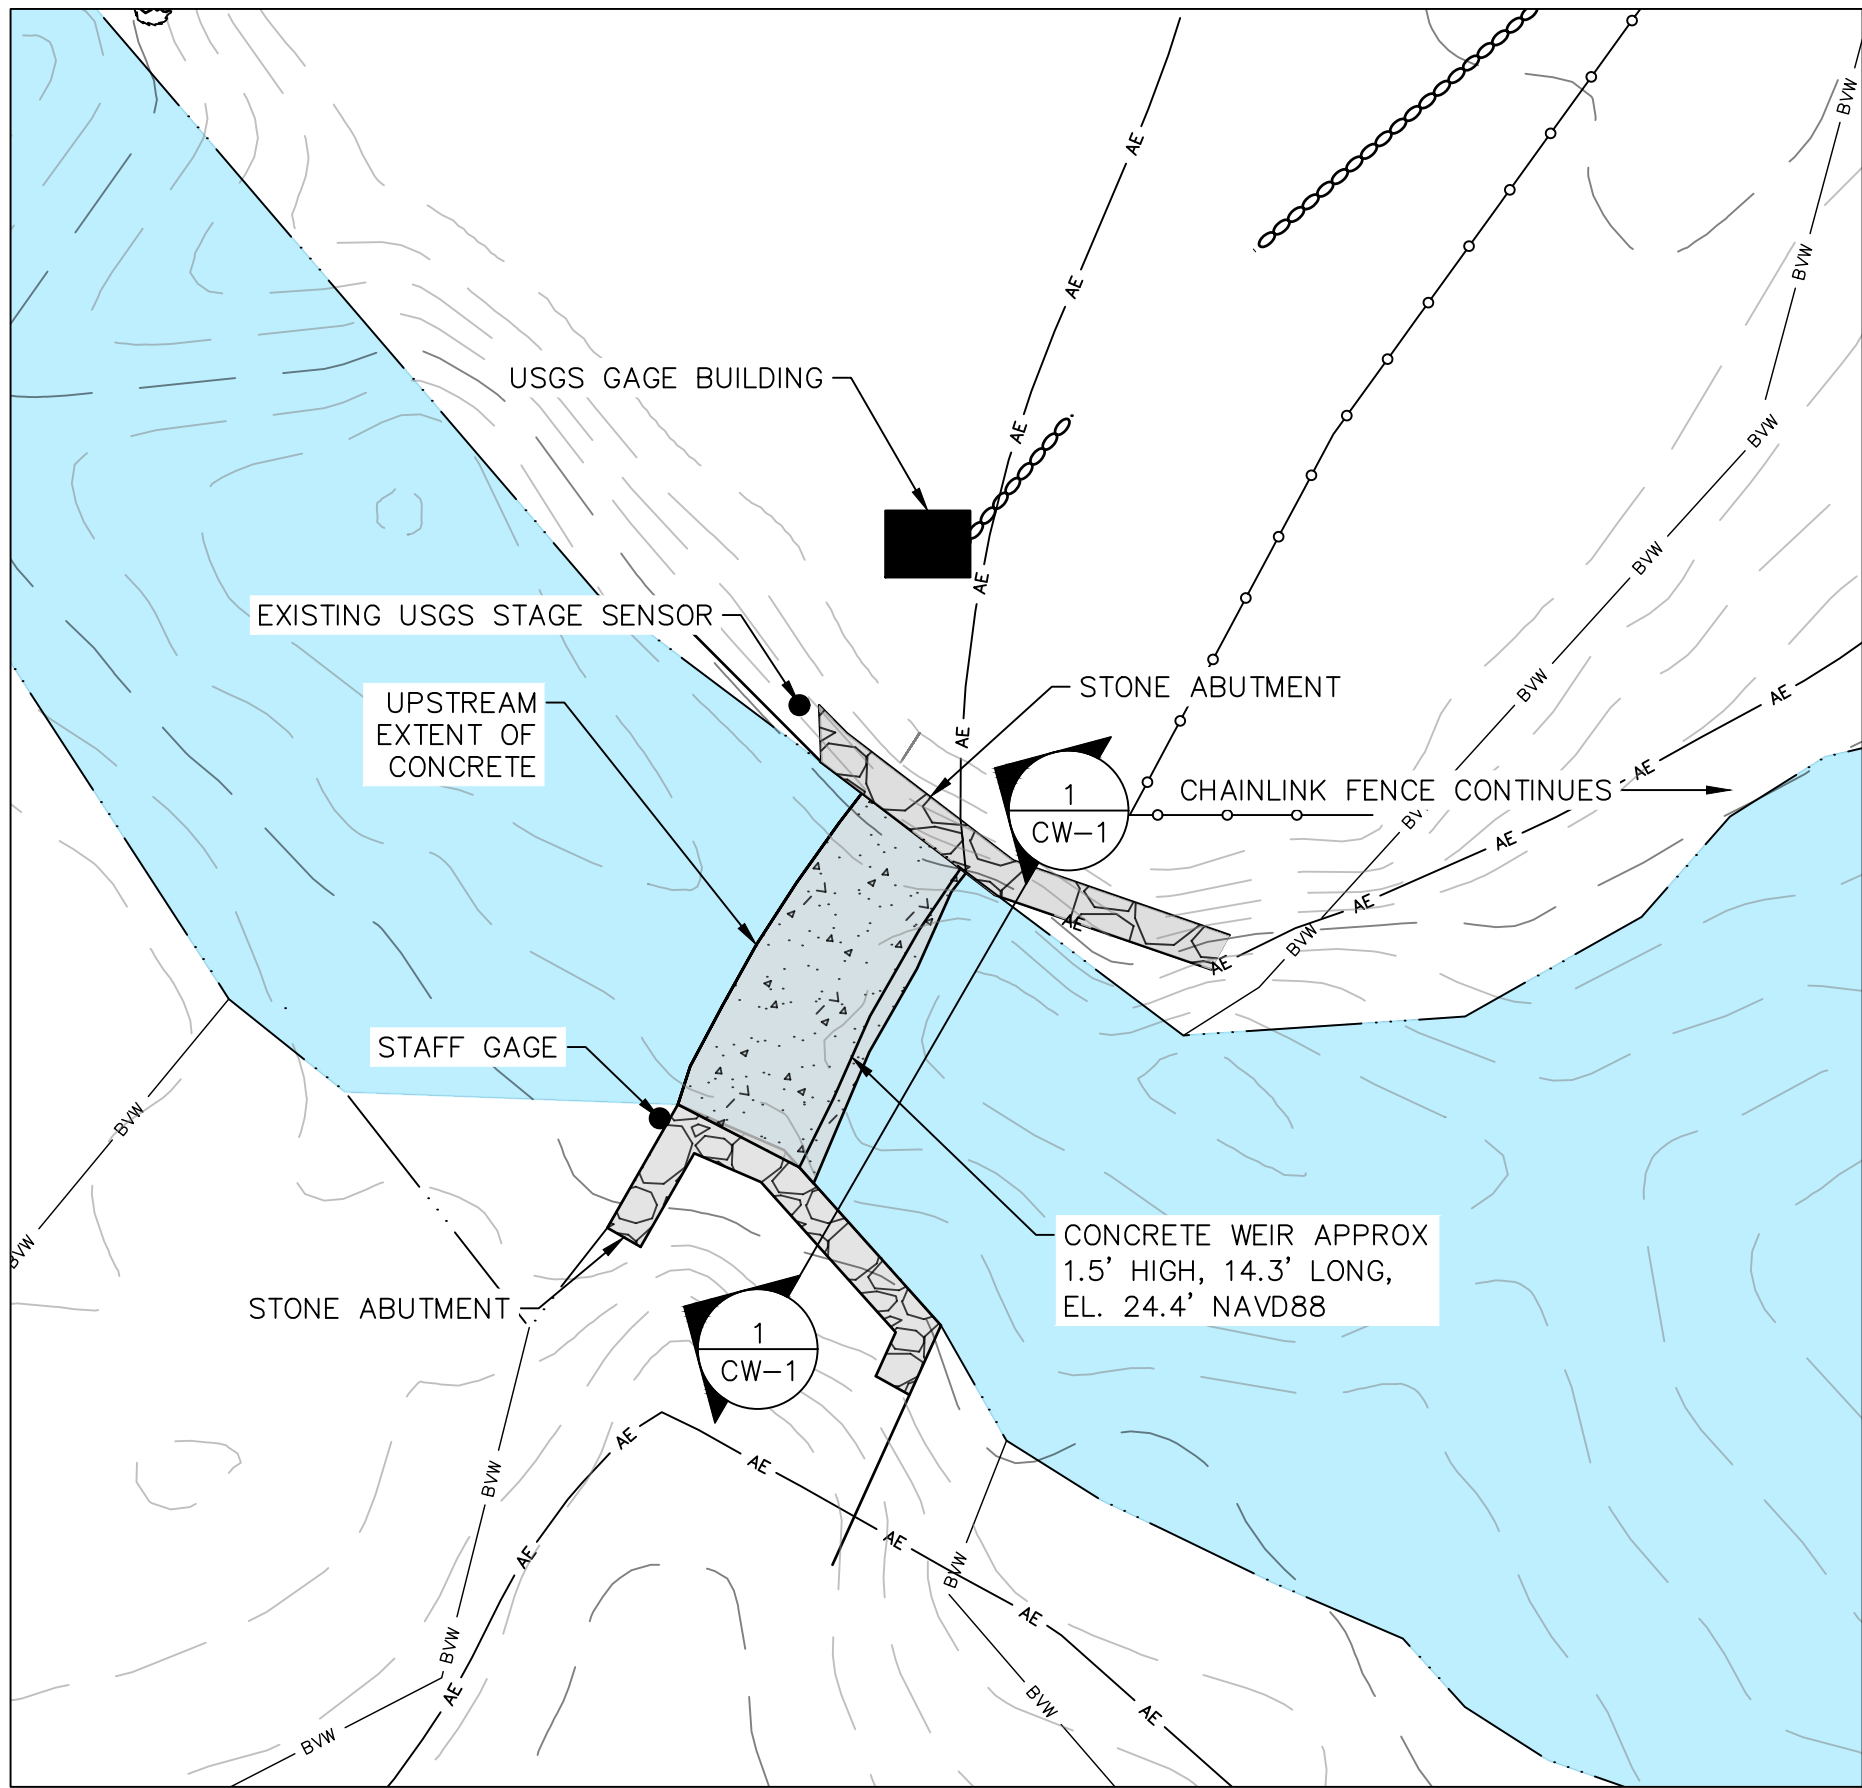 BVW
AE
BVW
AE
USGS GAGE BUILDING
AE
BVW
BVW
AE
EXISTING USGS STAGE SENSOR
UPSTREAM
EXTENT OF
CONCRETE
STONE ABUTMENT
BVW
AE
AE
AE
1
CW-1
CHAINLINK FENCE CONTINUES
BVW
AE
AE
AE
BVW
AE
STAFF GAGE
BVW
BVW
CONCRETE WEIR APPROX
1.5' HIGH, 14.3' LONG,
EL. 24.4' NAVD88
STONE ABUTMENT
1
CW-1
AE
AE
BVW
AE
AE
BVW
AE
BVW
AE
BVW
AE
BVW